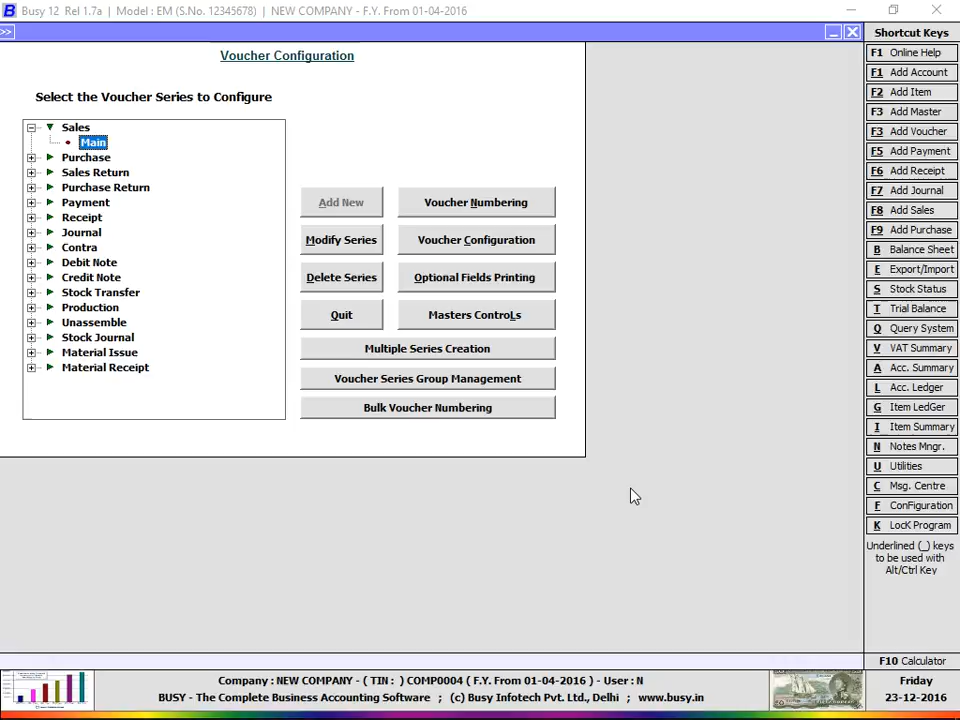 Busy 12 Rel 1.7a | Model : EM (S.No. 12345678) | NEW COMPANY - F.Y. From 01-04-2016
>>
Voucher Configuration
Select the Voucher Series to Configure
Sales
Main
Purchase
Sales Return
Purchase Return
Payment
Receipt
Journal
Contra
Debit Note
Credit Note
Stock Transfer
Production
Unassemble
Stock Journal
Material Issue
Material Receipt
Add New
Voucher Numbering
Modify Series
Voucher Configuration
Delete Series
Optional Fields Printing
Quit
Masters ControLs
Multiple Series Creation
Voucher Series Group Management
Bulk Voucher Numbering
Shortcut Keys
F1 Online Help
F1 Add Account
F2 Add Item
F3 Add Master
F3 Add Voucher
F5 Add Payment
F6 Add Receipt
F7 Add Journal
F8 Add Sales
F9 Add Purchase
B Balance Sheet
E Export/Import
S Stock Status
T Trial Balance
Q Query System
V VAT Summary
A Acc. Summary
L Acc. Ledger
G Item LedGer
I Item Summary
N Notes Mngr.
U Utilities
C Msg. Centre
F ConFiguration
K LocK Program
Underlined (_) keys
to be used with
Alt/Ctrl Key
F10 Calculator
Company : NEW COMPANY - ( TIN : ) COMP0004 ( F.Y. From 01-04-2016 ) - User : N
BUSY - The Complete Business Accounting Software ; (c) Busy Infotech Pvt. Ltd., Delhi ; www.busy.in
Friday
23-12-2016